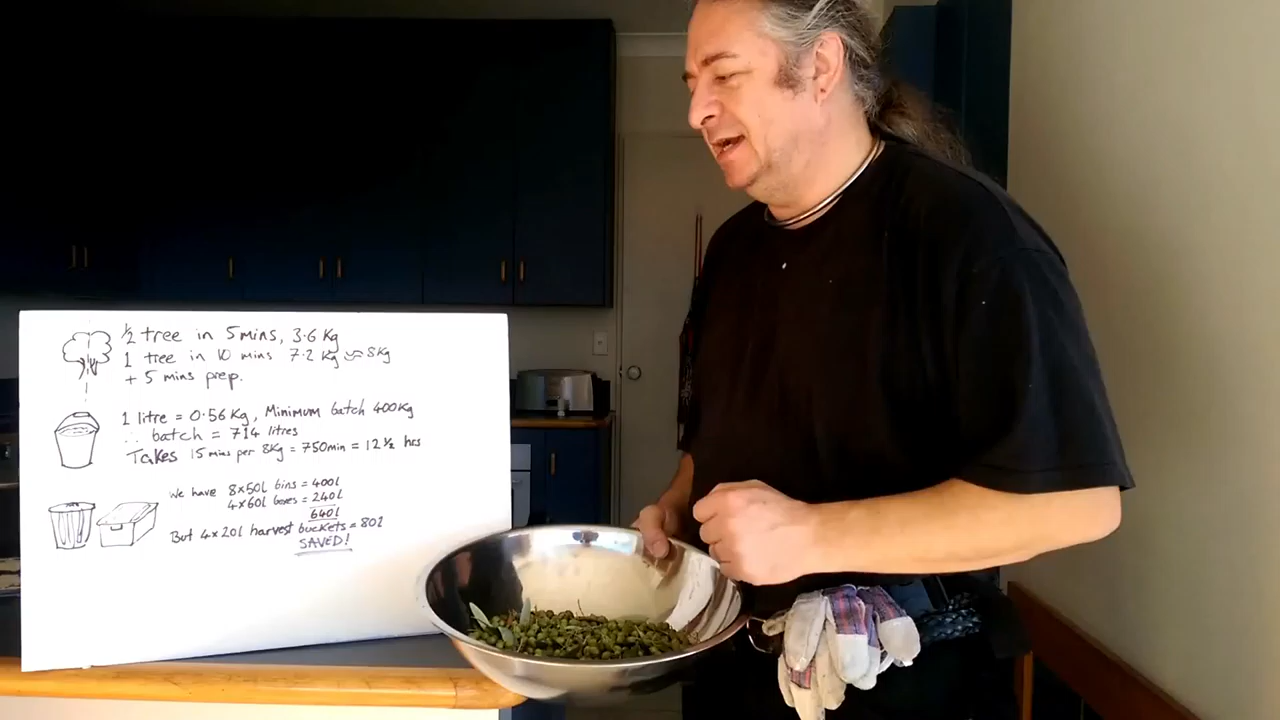 ½ tree in 5 mins, 3.6 Kg
1 tree in 10 mins 7.2 Kg ≈ 8Kg
+ 5 mins prep.
1 litre = 0.56 Kg, Minimum batch 400Kg
∴ batch = 714 litres
Takes 15 mins per 8Kg = 750min = 12 ½ hrs
We have 8x50l bins = 400l
4x60l boxes = 240l
640l
But 4x20l harvest buckets = 80l
SAVED!